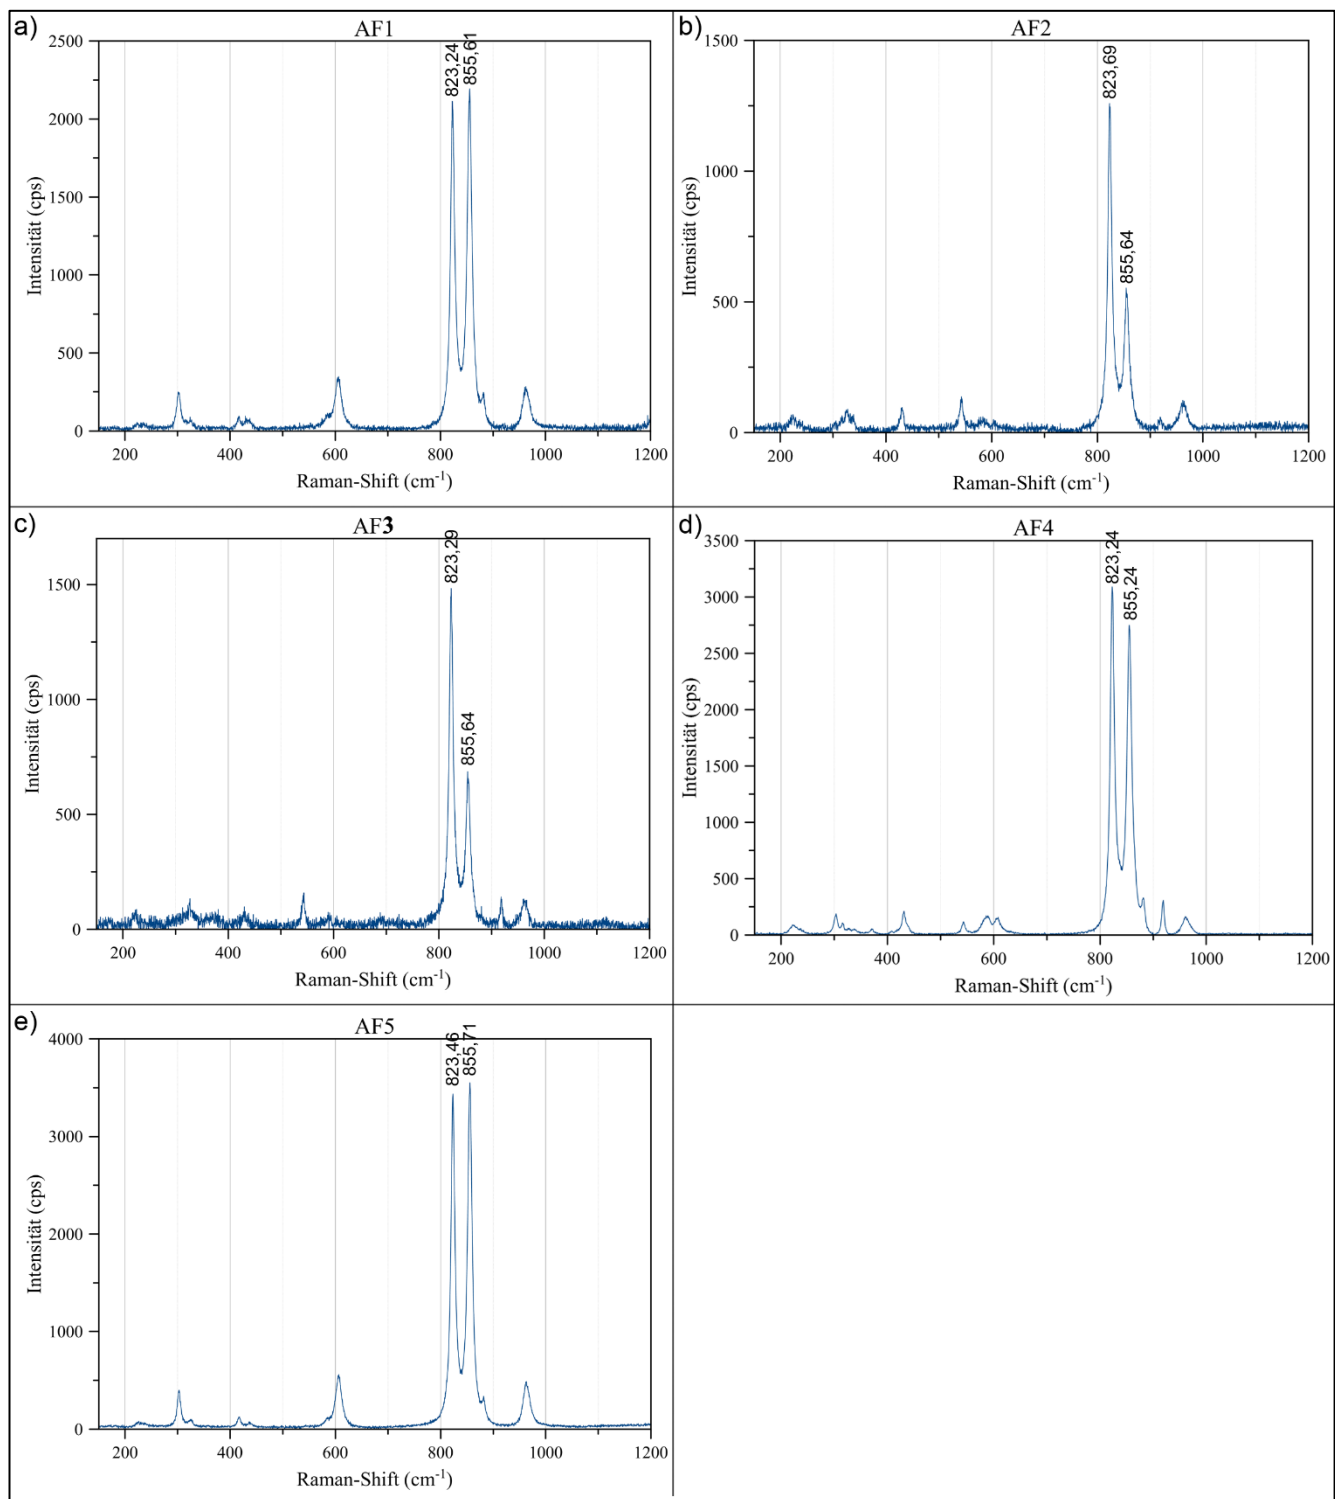 a)
AF1
823,24
855,61
2500
2000
1500
1000
500
0
Intensität (cps)
200 400 600 800 1000 1200
Raman-Shift (cm-1)
b)
AF2
823,69
855,64
1500
1000
500
0
Intensität (cps)
200 400 600 800 1000 1200
Raman-Shift (cm-1)
c)
AF3
823,29
855,64
1500
1000
500
0
Intensität (cps)
200 400 600 800 1000 1200
Raman-Shift (cm-1)
d)
AF4
823,24
855,24
3500
3000
2500
2000
1500
1000
500
0
Intensität (cps)
200 400 600 800 1000 1200
Raman-Shift (cm-1)
e)
AF5
823,46
855,71
4000
3000
2000
1000
0
Intensität (cps)
200 400 600 800 1000 1200
Raman-Shift (cm-1)